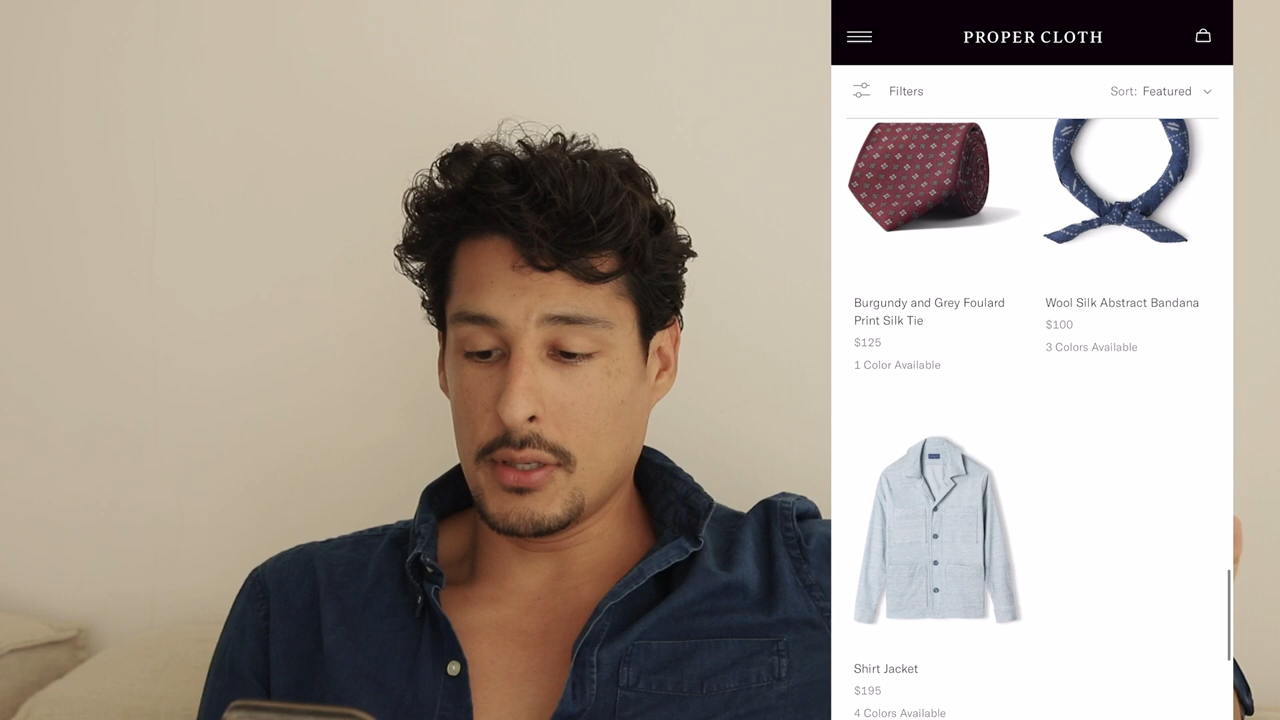 PROPER CLOTH
Filters
Sort: Featured
Burgundy and Grey Foulard
Print Silk Tie
$125
1 Color Available
Wool Silk Abstract Bandana
$100
3 Colors Available
Shirt Jacket
$195
4 Colors Available